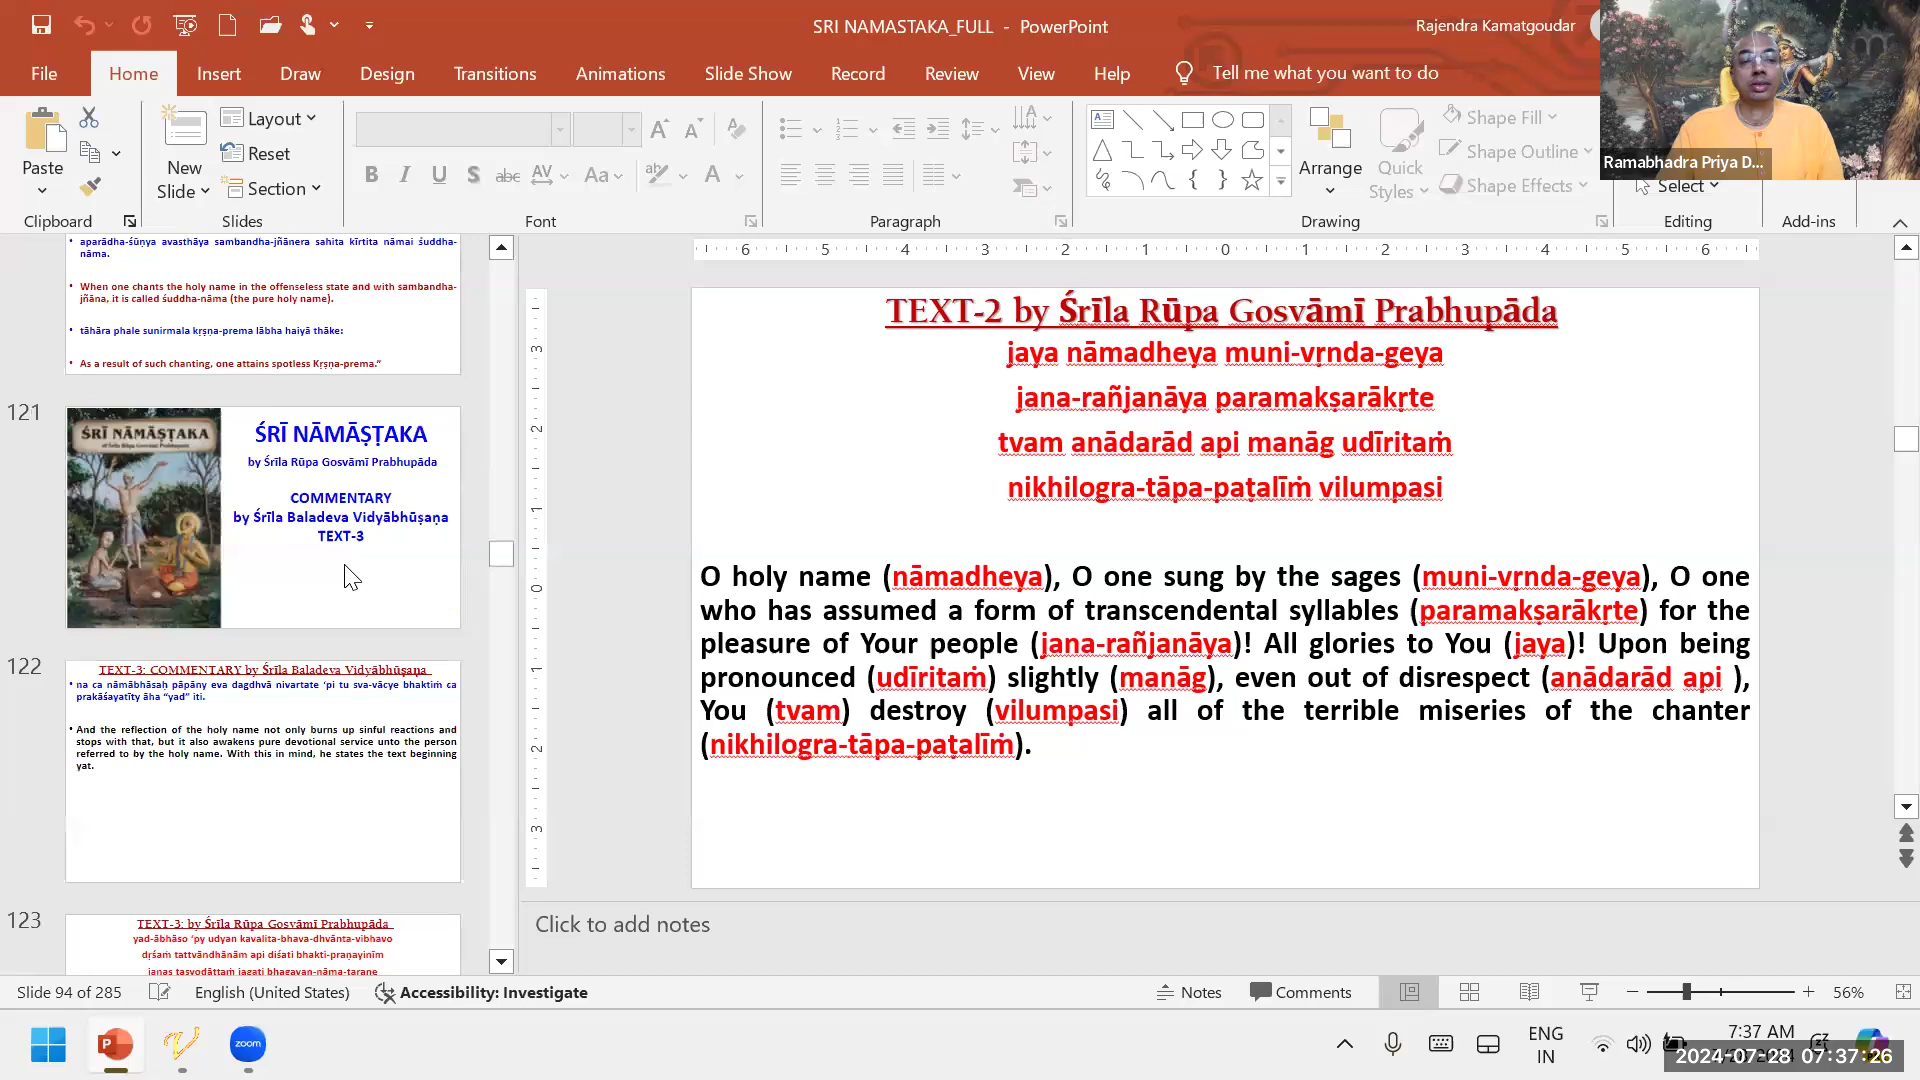 SRI NAMASTAKA_FULL - PowerPoint
Rajendra Kamatgoudar
File Home Insert Draw Design Transitions Animations Slide Show Record Review View Help Tell me what you want to do
Paste
New
Slide
Layout
Reset
Section
Arrange
Quick
Styles
Shape Fill
Shape Outline
Shape Effects
Select
Ramabhadra Priya D...
Clipboard Slides Font Paragraph Drawing Editing Add-ins
aparādha-śūnya avasthāya sambandha-jñānera sahita kīrtita nāmai śuddha-
nāma.
When one chants the holy name in the offenseless state and with sambandha-
jñāna, it is called śuddha-nāma (the pure holy name).
tāhāra phale sunirmala kṛṣṇa-prema lābha haiyā thāke:
As a result of such chanting, one attains spotless Kṛṣṇa-prema."
121
ŚRĪ NĀMĀṢṬAKA
of Śrīla Rūpa Gosvāmī Prabhupāda
ŚRĪ NĀMĀṢṬAKA
by Śrīla Rūpa Gosvāmī Prabhupāda
COMMENTARY
by Śrīla Baladeva Vidyābhūṣaṇa
TEXT-3
122
TEXT-3: COMMENTARY by Śrīla Baladeva Vidyābhūṣaṇa
na ca nāmābhāsaḥ pāpāny eva dagdhvā nivartate 'pi tu sva-vācye bhaktiṁ ca
prakāśayatīty āha "yad" iti.
And the reflection of the holy name not only burns up sinful reactions and
stops with that, but it also awakens pure devotional service unto the person
referred to by the holy name. With this in mind, he states the text beginning
yat.
123
TEXT-3: by Śrīla Rūpa Gosvāmī Prabhupāda
yad-ābhāso 'py udyan kavalita-bhava-dhvānta-vibhavo
dṛśaṁ tattvāndhānām api diśati bhakti-praṇayinīm
janas tasyodāttaṁ jagati bhagavan-nāma-taraṇe
TEXT-2 by Śrīla Rūpa Gosvāmī Prabhupāda
jaya nāmadheya muni-vṛnda-geya
jana-rañjanāya paramakṣarākṛte
tvam anādarād api manāg udīritaṁ
nikhilogra-tāpa-paṭalīṁ vilumpasi
O holy name (nāmadheya), O one sung by the sages (muni-vṛnda-geya), O one
who has assumed a form of transcendental syllables (paramakṣarākṛte) for the
pleasure of Your people (jana-rañjanāya)! All glories to You (jaya)! Upon being
pronounced (udīritaṁ) slightly (manāg), even out of disrespect (anādarād api ),
You (tvam) destroy (vilumpasi) all of the terrible miseries of the chanter
(nikhilogra-tāpa-paṭalīṁ).
Click to add notes
Slide 94 of 285 English (United States) Accessibility: Investigate Notes Comments 56%
zoom
ENG
IN
7:37 AM
2024-07-28 07:37:26